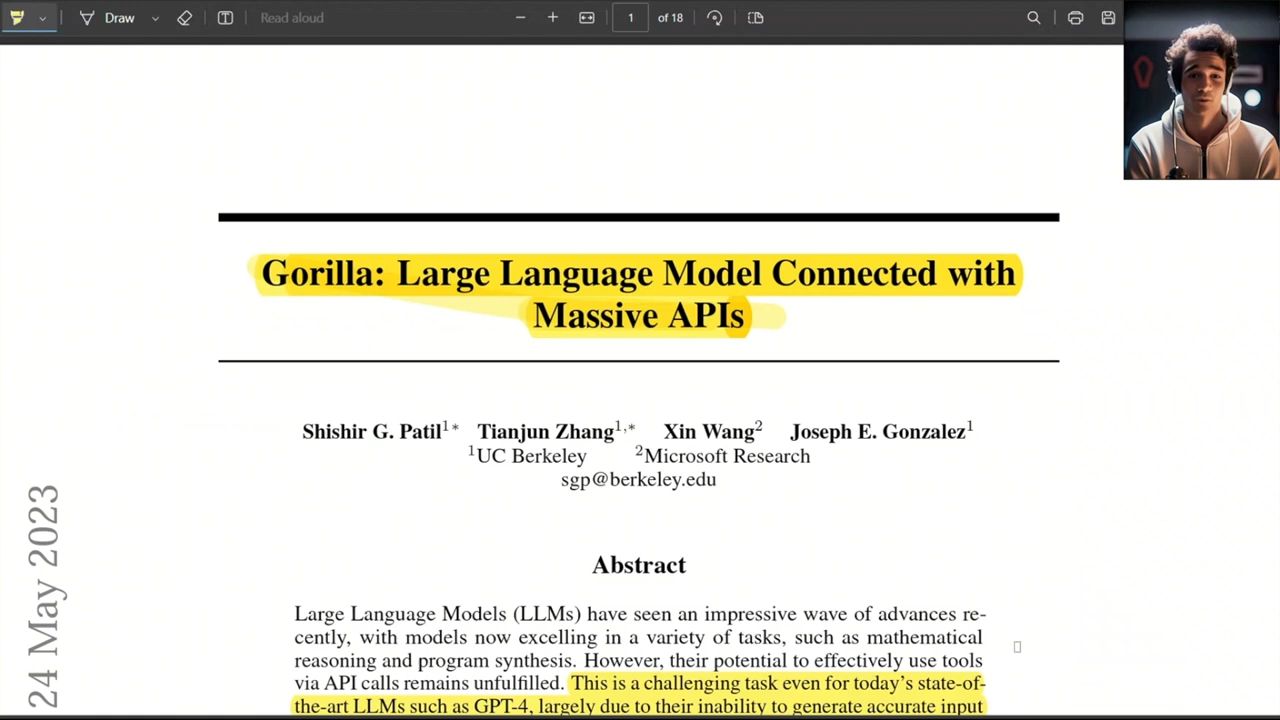 Draw
Read aloud
1 of 18
Gorilla: Large Language Model Connected with
Massive APIs
Shishir G. Patil1∗ Tianjun Zhang1,∗ Xin Wang2 Joseph E. Gonzalez1
1UC Berkeley 2Microsoft Research
sgp@berkeley.edu
24 May 2023
Abstract
Large Language Models (LLMs) have seen an impressive wave of advances re-
cently, with models now excelling in a variety of tasks, such as mathematical
reasoning and program synthesis. However, their potential to effectively use tools
via API calls remains unfulfilled. This is a challenging task even for today's state-of-
the-art LLMs such as GPT-4, largely due to their inability to generate accurate input